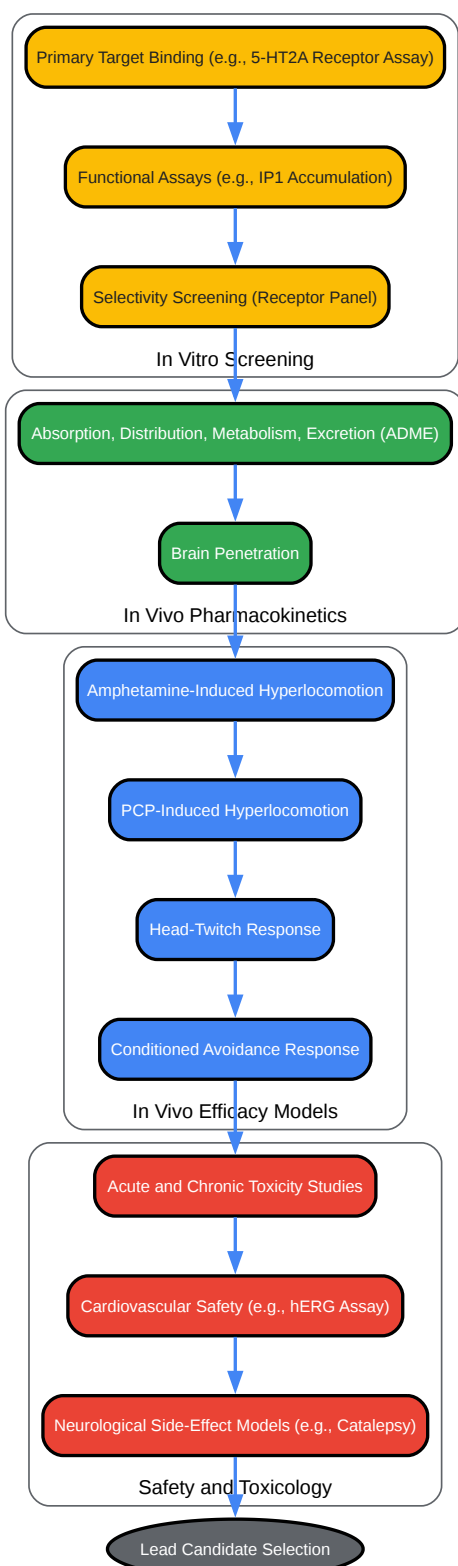 Primary Target Binding (e.g., 5-HT2A Receptor Assay)
Functional Assays (e.g., IP1 Accumulation)
Selectivity Screening (Receptor Panel)
In Vitro Screening
Absorption, Distribution, Metabolism, Excretion (ADME)
Brain Penetration
In Vivo Pharmacokinetics
Amphetamine-Induced Hyperlocomotion
PCP-Induced Hyperlocomotion
Head-Twitch Response
Conditioned Avoidance Response
In Vivo Efficacy Models
Acute and Chronic Toxicity Studies
Cardiovascular Safety (e.g., hERG Assay)
Neurological Side-Effect Models (e.g., Catalepsy)
Safety and Toxicology
Lead Candidate Selection